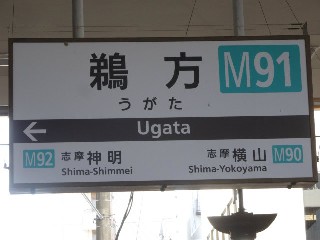 鵜方 M91
うがた
← Ugata
M92 志摩神明 志摩横山 M90
Shima-Shimmei Shima-Yokoyama